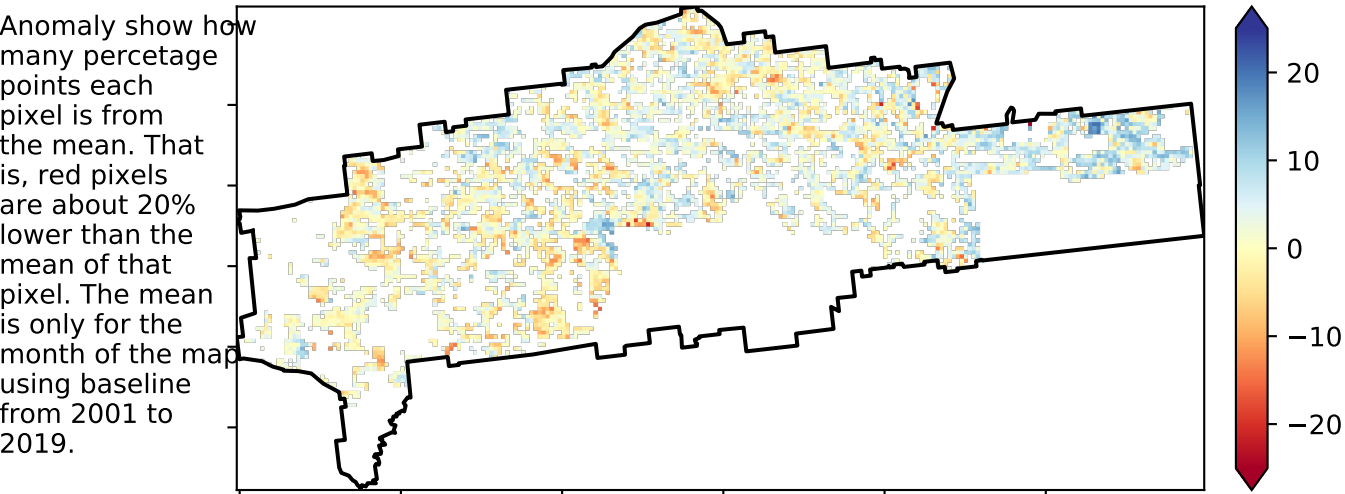 Anomaly show how
many percetage
points each
pixel is from
the mean. That
is, red pixels
are about 20%
lower than the
mean of that
pixel. The mean
is only for the
month of the map
using baseline
from 2001 to
2019.
20
10
0
−10
−20